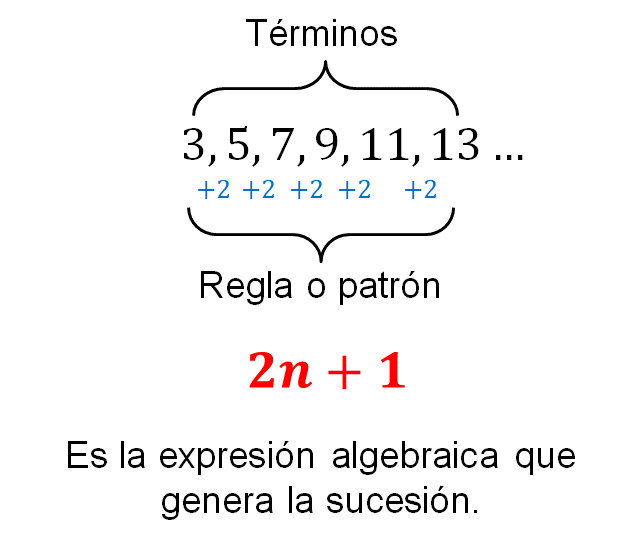 Términos
3, 5, 7, 9, 11, 13 ...
+2 +2 +2 +2 +2
Regla o patrón
2n + 1
Es la expresión algebraica que
genera la sucesión.